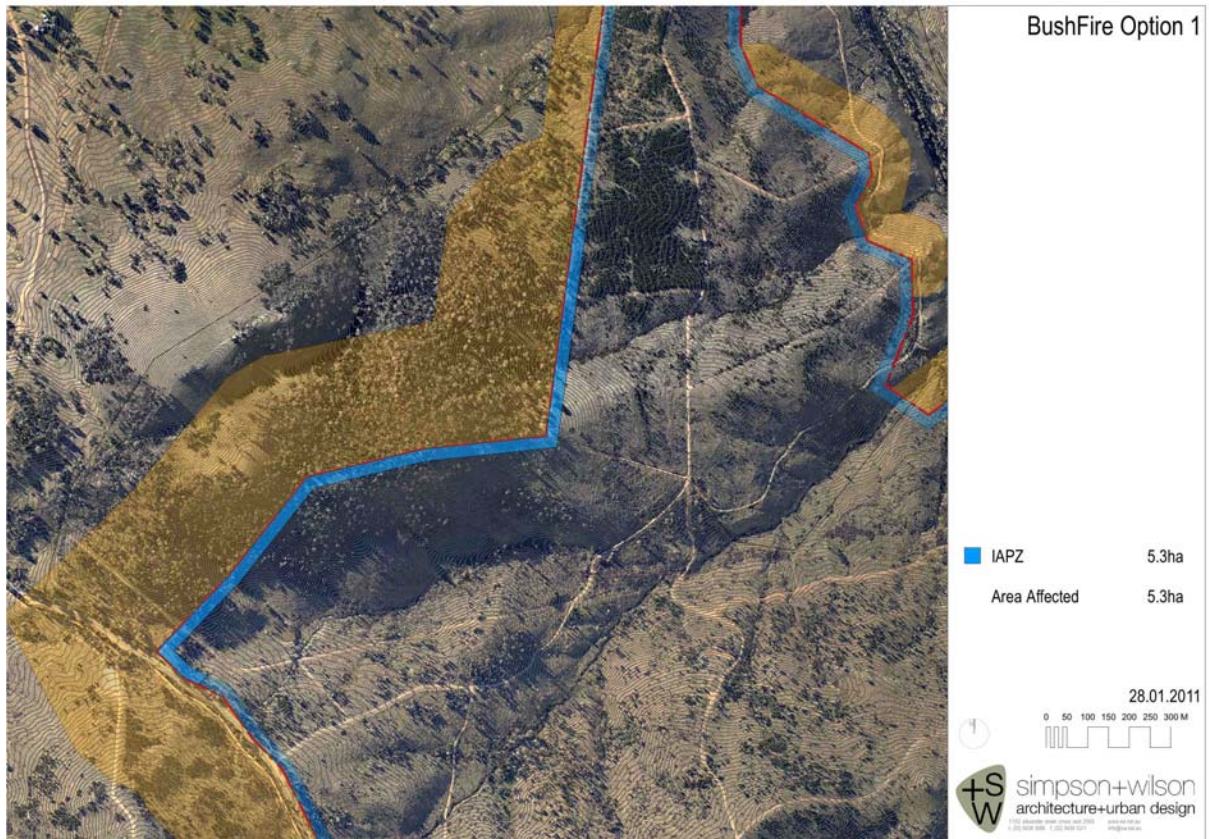 BushFire Option 1
IAPZ 5.3ha
Area Affected 5.3ha
28.01.2011
0 50 100 150 200 250 300 M
+S
W
simpson+wilson
architecture+urban design